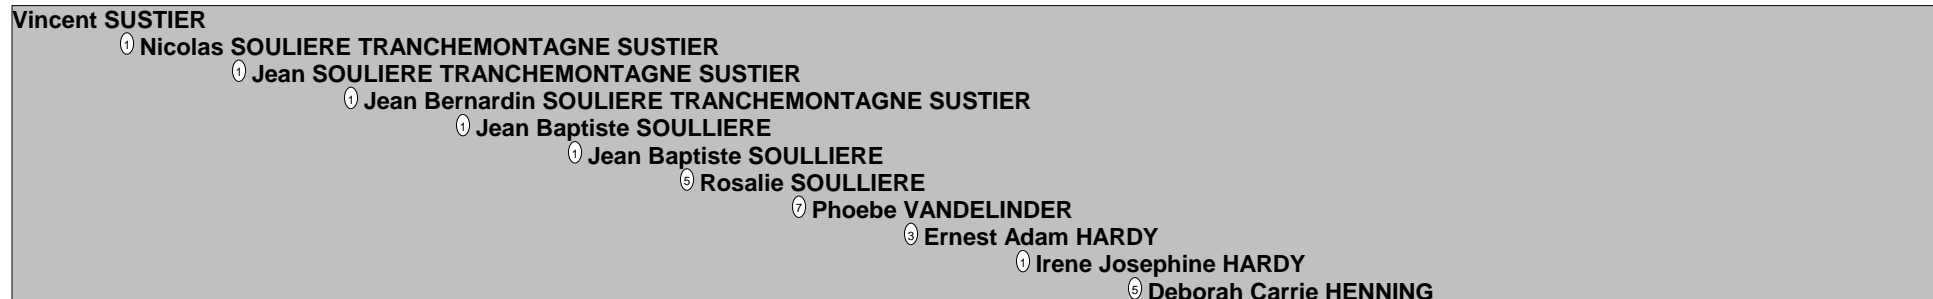 Vincent SUSTIER
1 Nicolas SOULIERE TRANCHEMONTAGNE SUSTIER
1 Jean SOULIERE TRANCHEMONTAGNE SUSTIER
1 Jean Bernardin SOULIERE TRANCHEMONTAGNE SUSTIER
1 Jean Baptiste SOULLIERE
1 Jean Baptiste SOULLIERE
5 Rosalie SOULLIERE
7 Phoebe VANDELINDER
3 Ernest Adam HARDY
1 Irene Josephine HARDY
5 Deborah Carrie HENNING